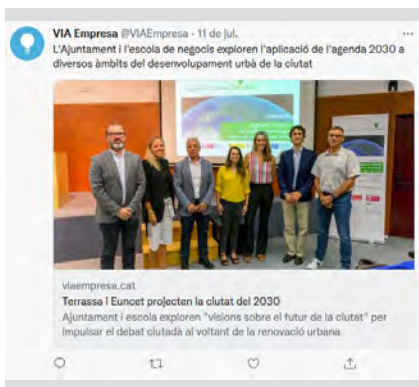 VIA Empresa @VIAEmpresa · 11 de jul.
L'Ajuntament i l'escola de negocis exploren l'aplicació de l'agenda 2030 a
diversos àmbits del desenvolupament urbà de la ciutat
viaempresa.cat
Terrassa i Euncet projecten la ciutat del 2030
Ajuntament i escola exploren "visions sobre el futur de la ciutat" per
impulsar el debat ciutadà al voltant de la renovació urbana